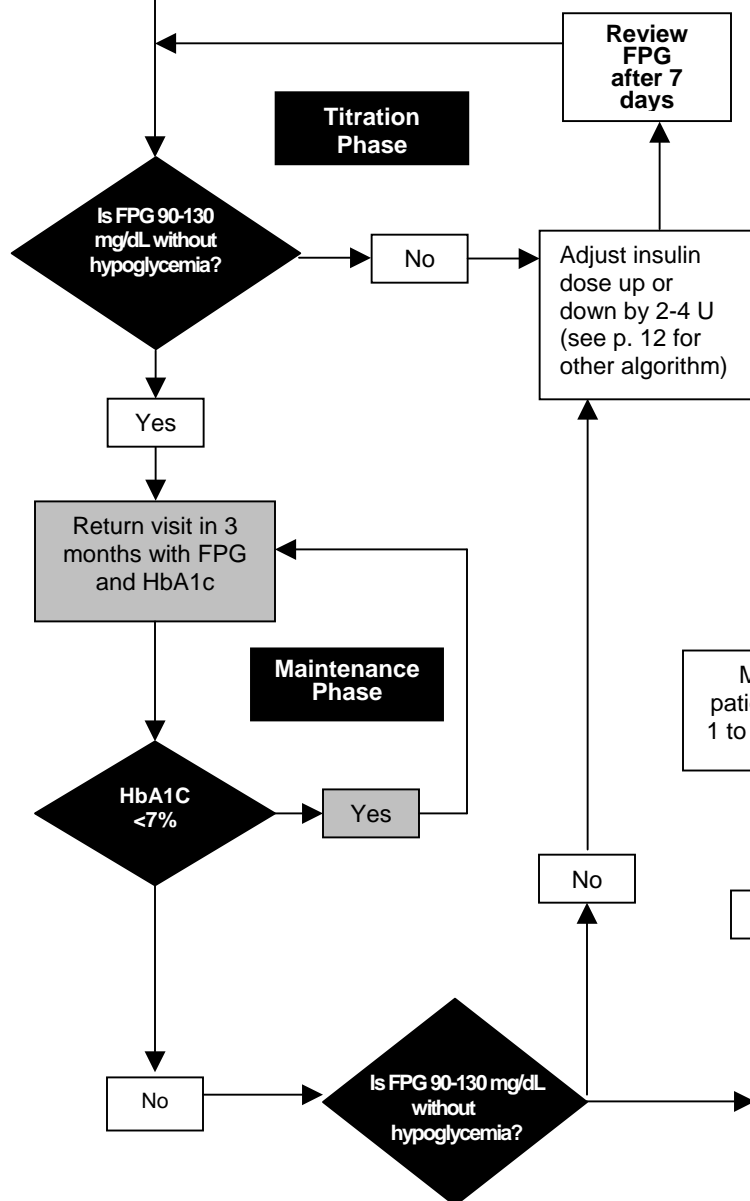 Review
FPG
after 7
days
Titration
Phase
Is FPG 90-130
mg/dL without
hypoglycemia?
No
Adjust insulin
dose up or
down by 2-4 U
(see p. 12 for
other algorithm)
Yes
Return visit in 3
months with FPG
and HbA1c
Maintenance
Phase
HbA1C
<7%
Yes
1 to
No
No
Is FPG 90-130 mg/dL
without
hypoglycemia?